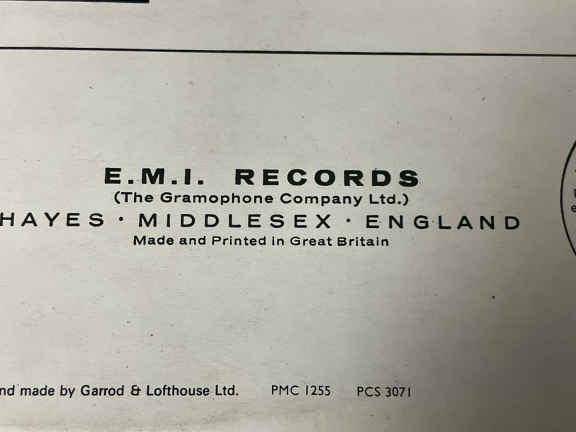 E.M.I. RECORDS
(The Gramophone Company Ltd.)
HAYES · MIDDLESEX · ENGLAND
Made and Printed in Great Britain
made by Garrod & Lofthouse Ltd. PMC 1255 PCS 3071